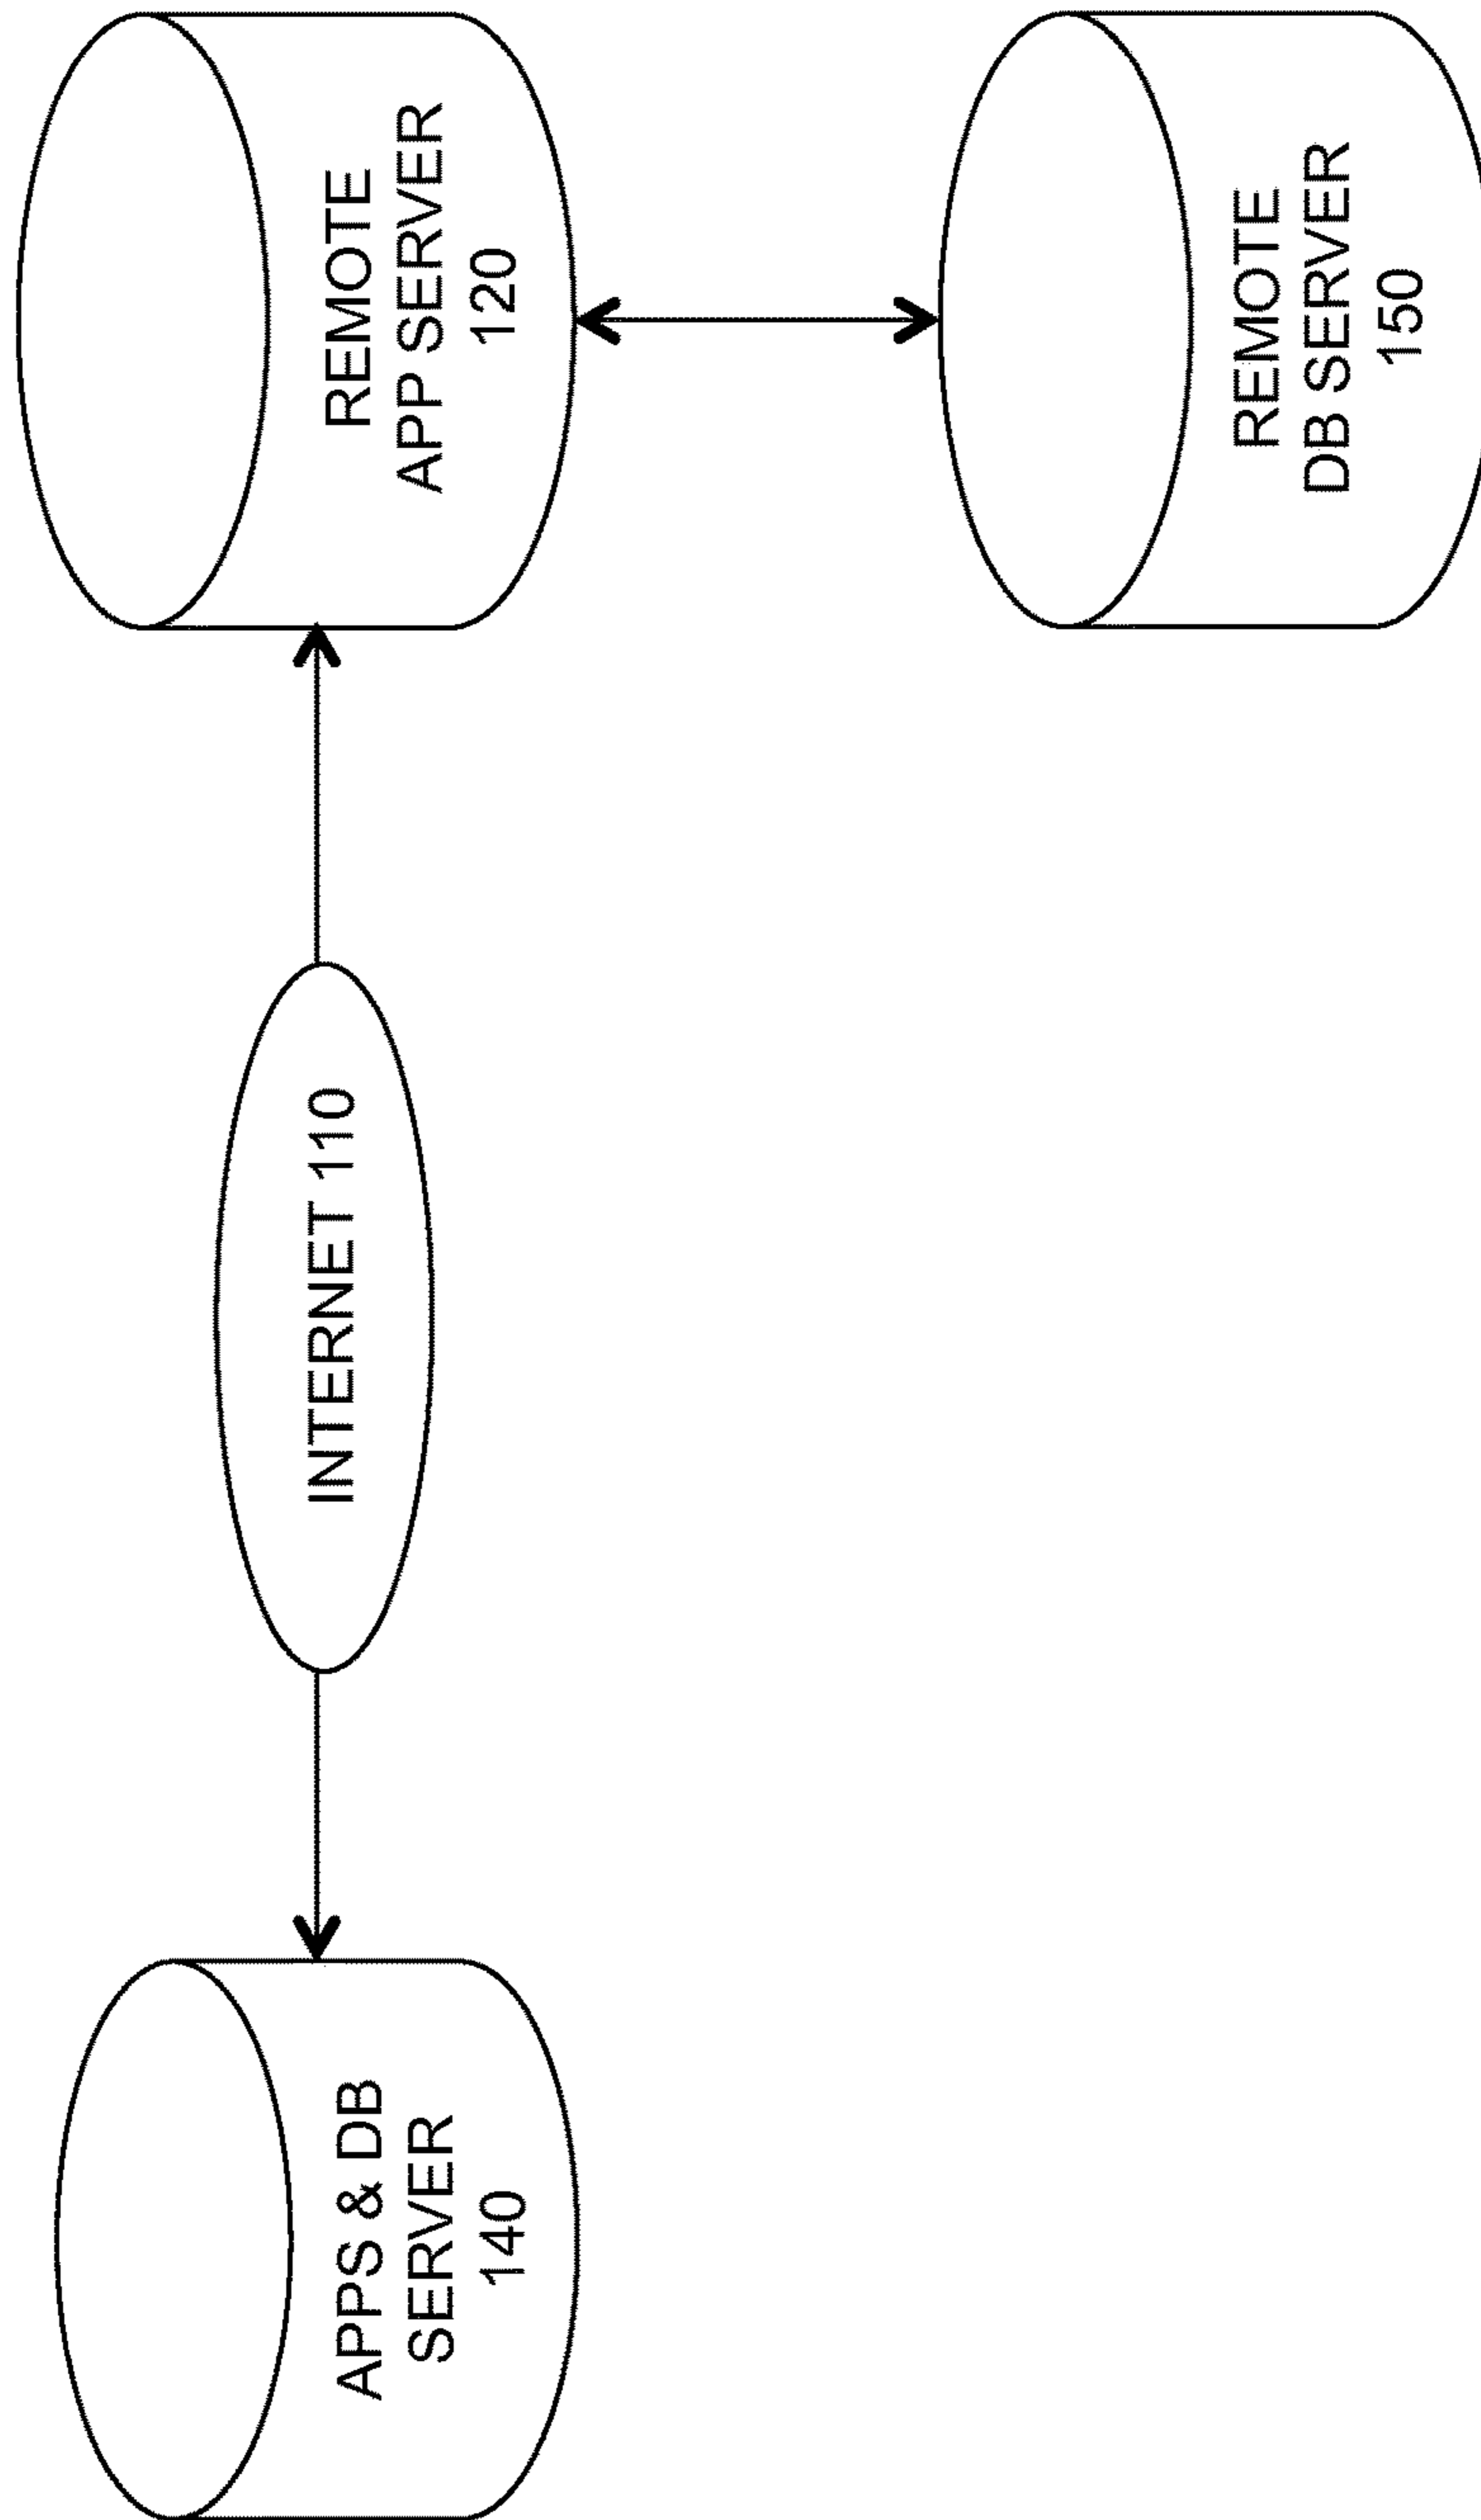 APPS & DB
SERVER
140
INTERNET 110
REMOTE
APP SERVER
120
REMOTE
DB SERVER
150